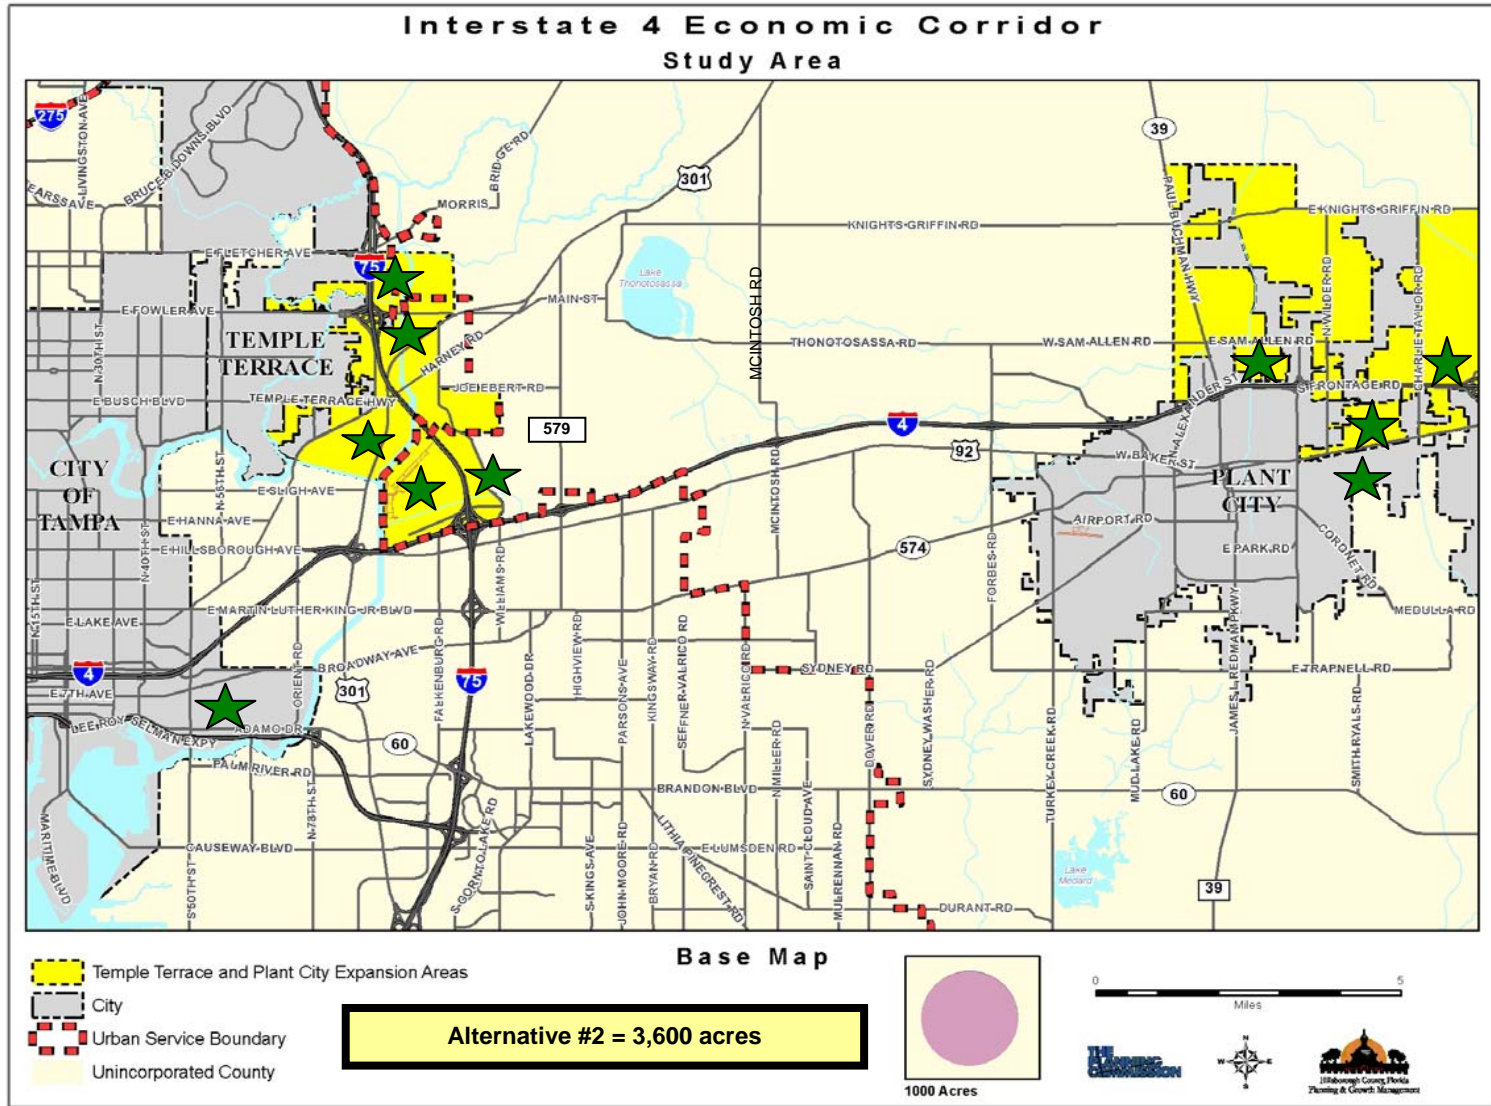 Interstate 4 Economic Corridor
Study Area
275
LIVINGSTON AVE
BRUCE B DOWNS BLVD
EARSSAVE
MORRIS
BRIDGE RD
301
39
PAUL BUCHMAN HWY
KNIGHTS GRIFFIN RD
E KNIGHTS GRIFFIN RD
E FLETCHER AVE
75
Lake
Thonotosassa
MCINTOSH RD
N WILDER RD
CHARLIE TAYLOR RD
MAIN ST
E FOWLER AVE
N 30TH ST
TEMPLE
TERRACE
HARNEY RD
THONOTOSASSA RD
W SAM ALLEN RD
E SAM ALLEN RD
JOE EBERT RD
S FRONTAGE RD
E BUSCH BLVD
TEMPLE TERRACE HWY
N ALEXANDER ST
579
4
92
W BAKER ST
CITY
OF
TAMPA
N 56TH ST
E SLIGH AVE
MCINTOSH RD
PLANT
CITY
E HANNA AVE
N 40TH ST
AIRPORT RD
CORONET RD
E HILLSBOROUGH AVE
574
FORBES RD
E PARK RD
N 15TH ST
WILLIAMS RD
E MARTIN LUTHER KING JR BLVD
E LAKE AVE
MEDULLA RD
FALKENBURG RD
HIGHVIEW RD
SEFFNER VALRICO RD
JAMES L REDMAN PKWY
BROADWAY AVE
ORIENT RD
LAKEWOOD DR
PARSONS AVE
KINGSWAY RD
N VALRICO RD
SYDNEY RD
E TRAPNELL RD
4
E 7TH AVE
301
75
DOVER RD
SYDNEY WASHER RD
TURKEY CREEK RD
MUD LAKE RD
SMITH RYALS RD
LEE ROY SELMAN EXPY
ADAMO DR
60
N MILLER RD
PALM RIVER RD
BRANDON BLVD
60
N 78TH ST
S GORNTO LAKE RD
SAINT CLOUD AVE
MARITIME BLVD
CAUSEWAY BLVD
S 50TH ST
S KINGS AVE
JOHN MOORE RD
BRYAN RD
LITHIA PINECREST RD
E LUMSDEN RD
MULRENNAN RD
Lake
Medard
39
DURANT RD
Base Map
Temple Terrace and Plant City Expansion Areas
City
Urban Service Boundary
Unincorporated County
Alternative #2 = 3,600 acres
1000 Acres
0 5
Miles
THE
PLANNING
COMMISSION
N
W E
S
Hillsborough County, Florida
Planning & Growth Management